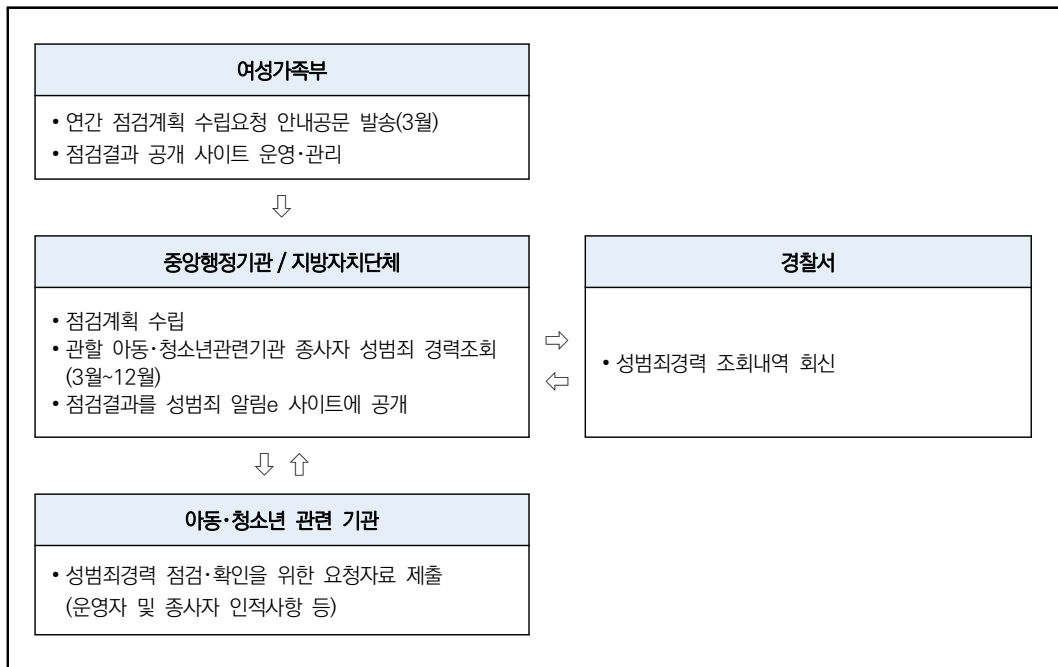 여성가족부
• 연간 점검계획 수립요청 안내공문 발송(3월)
• 점검결과 공개 사이트 운영·관리
⇩
중앙행정기관 / 지방자치단체
• 점검계획 수립
• 관할 아동·청소년관련기관 종사자 성범죄 경력조회
(3월~12월)
• 점검결과를 성범죄 알림e 사이트에 공개
⇨
⇦
경찰서
• 성범죄경력 조회내역 회신
⇩ ⇧
아동·청소년 관련 기관
• 성범죄경력 점검·확인을 위한 요청자료 제출
(운영자 및 종사자 인적사항 등)